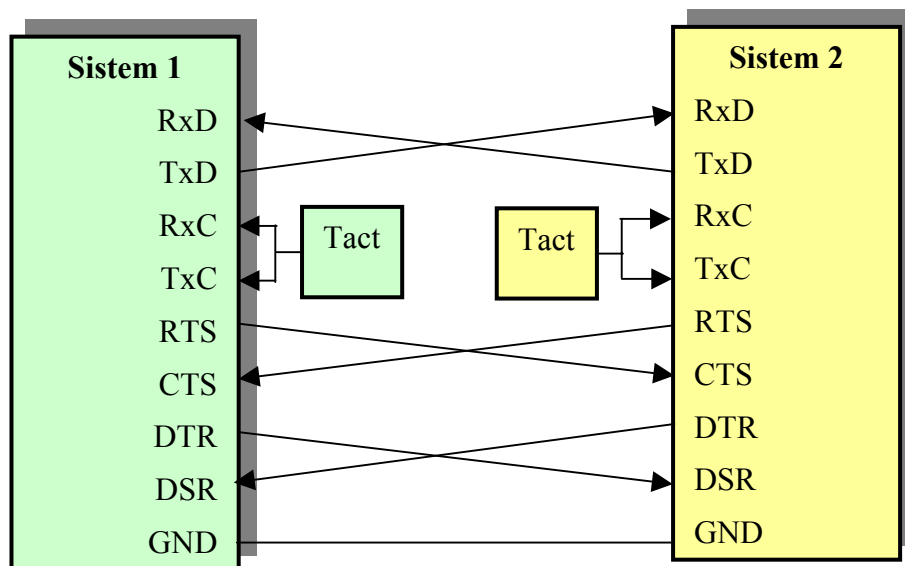 Sistem 1
RxD
TxD
RxC
TxC
RTS
CTS
DTR
DSR
GND
Tact
Tact
Sistem 2
RxD
TxD
RxC
TxC
RTS
CTS
DTR
DSR
GND